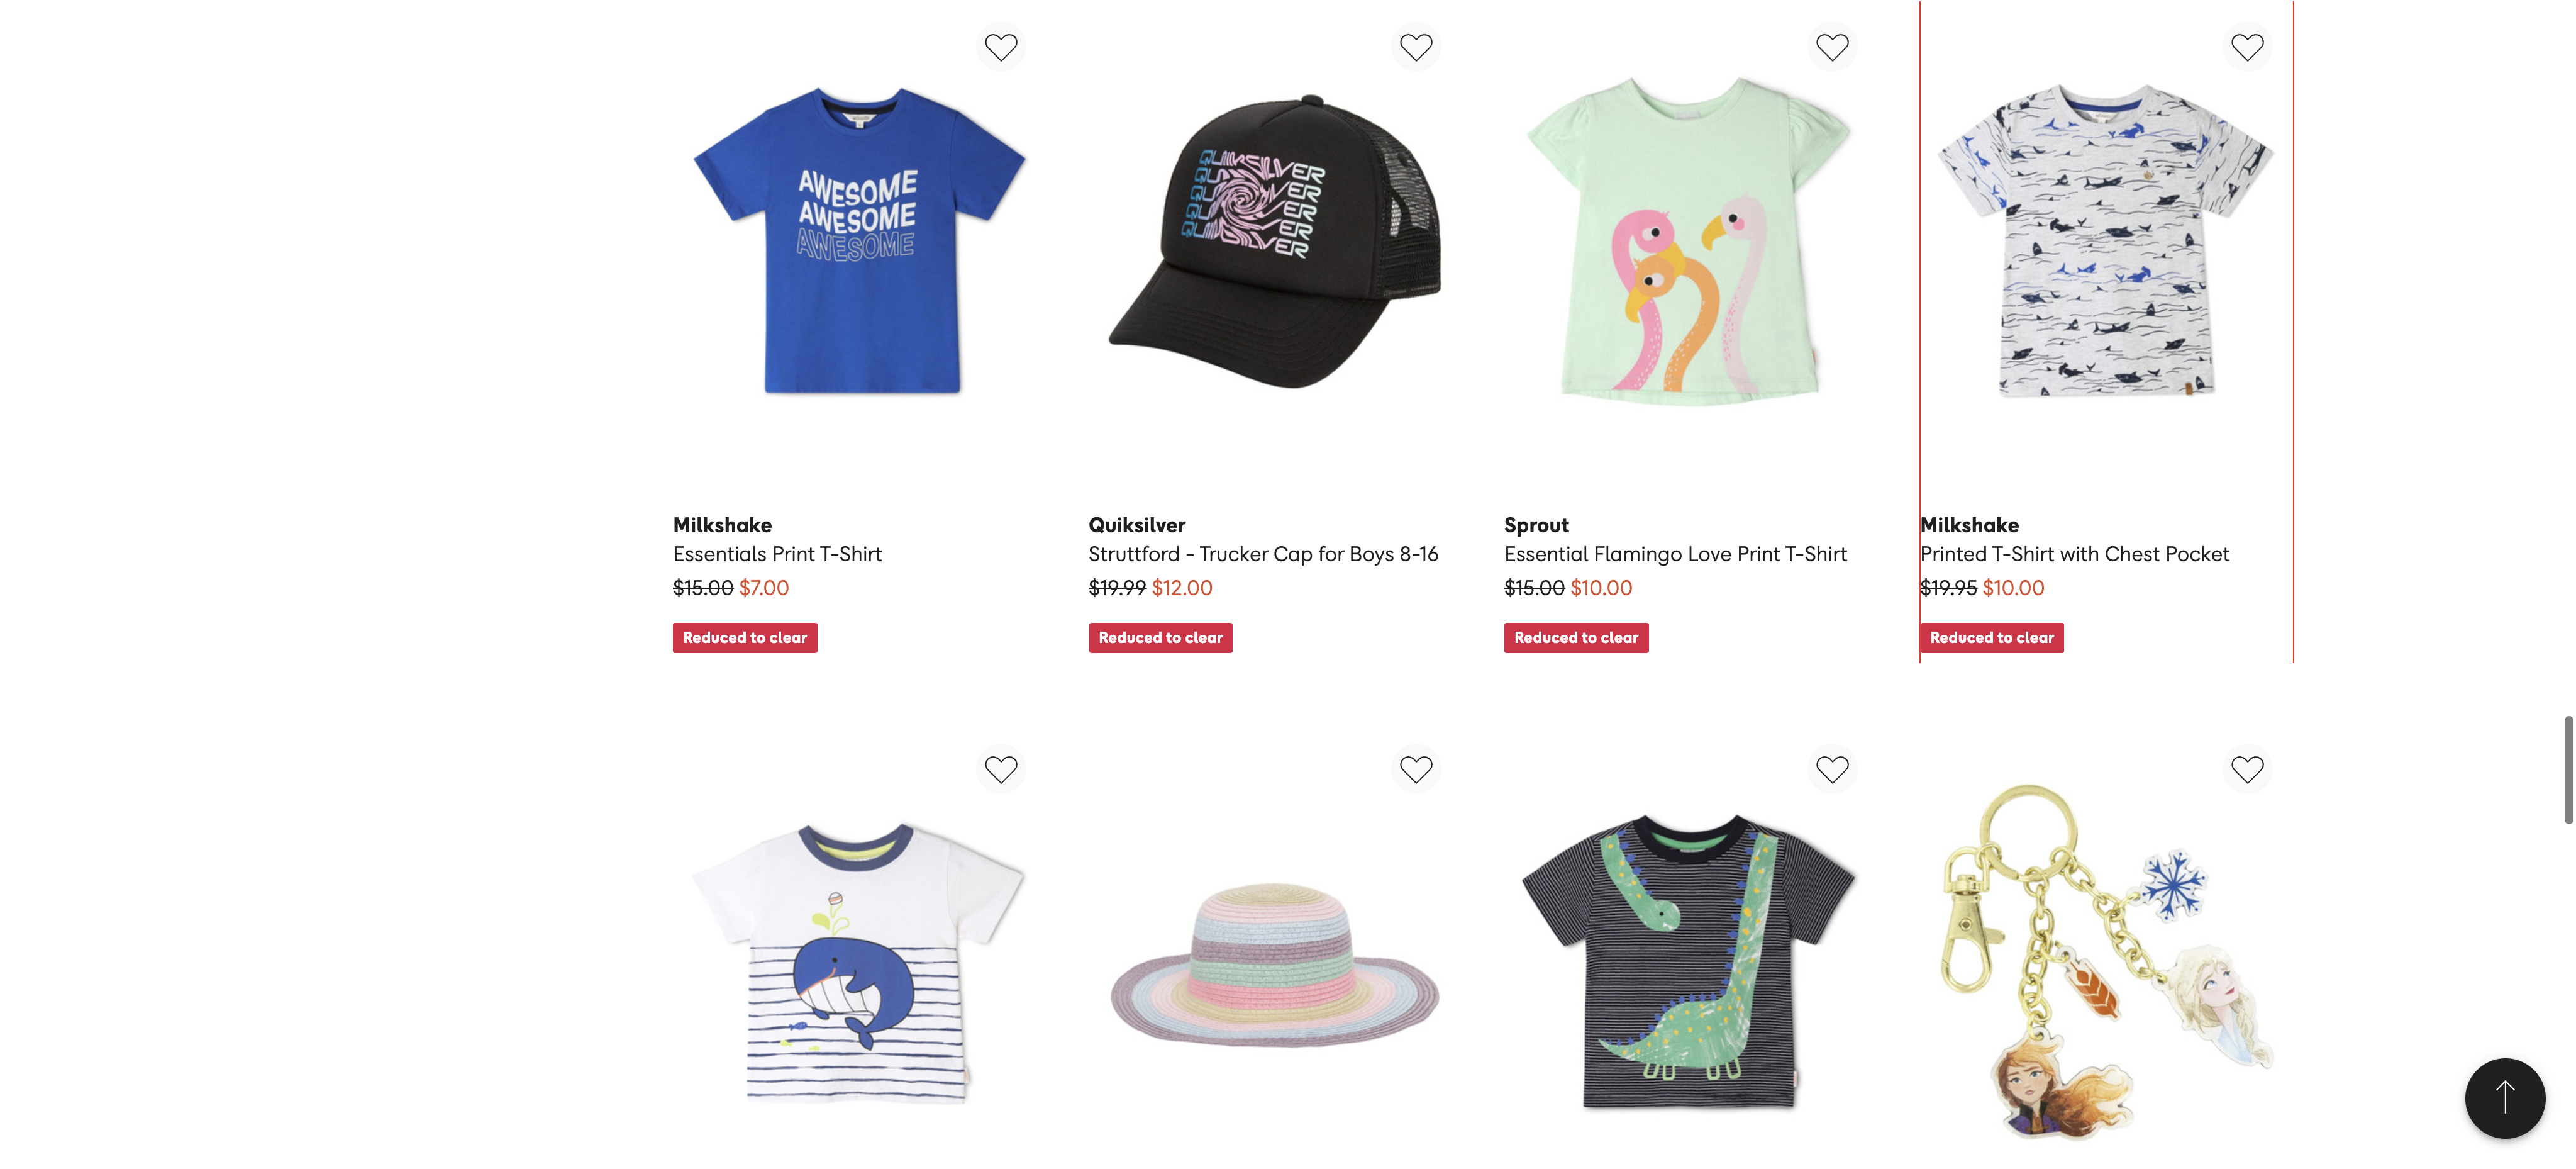 AWESOME
AWESOME
AWESOME
QUIKSILVER
QUIKSILVER
Milkshake
Essentials Print T-Shirt
$15.00 $7.00
Reduced to clear
Quiksilver
Struttford - Trucker Cap for Boys 8-16
$19.99 $12.00
Reduced to clear
Sprout
Essential Flamingo Love Print T-Shirt
$15.00 $10.00
Reduced to clear
Milkshake
Printed T-Shirt with Chest Pocket
$19.95 $10.00
Reduced to clear